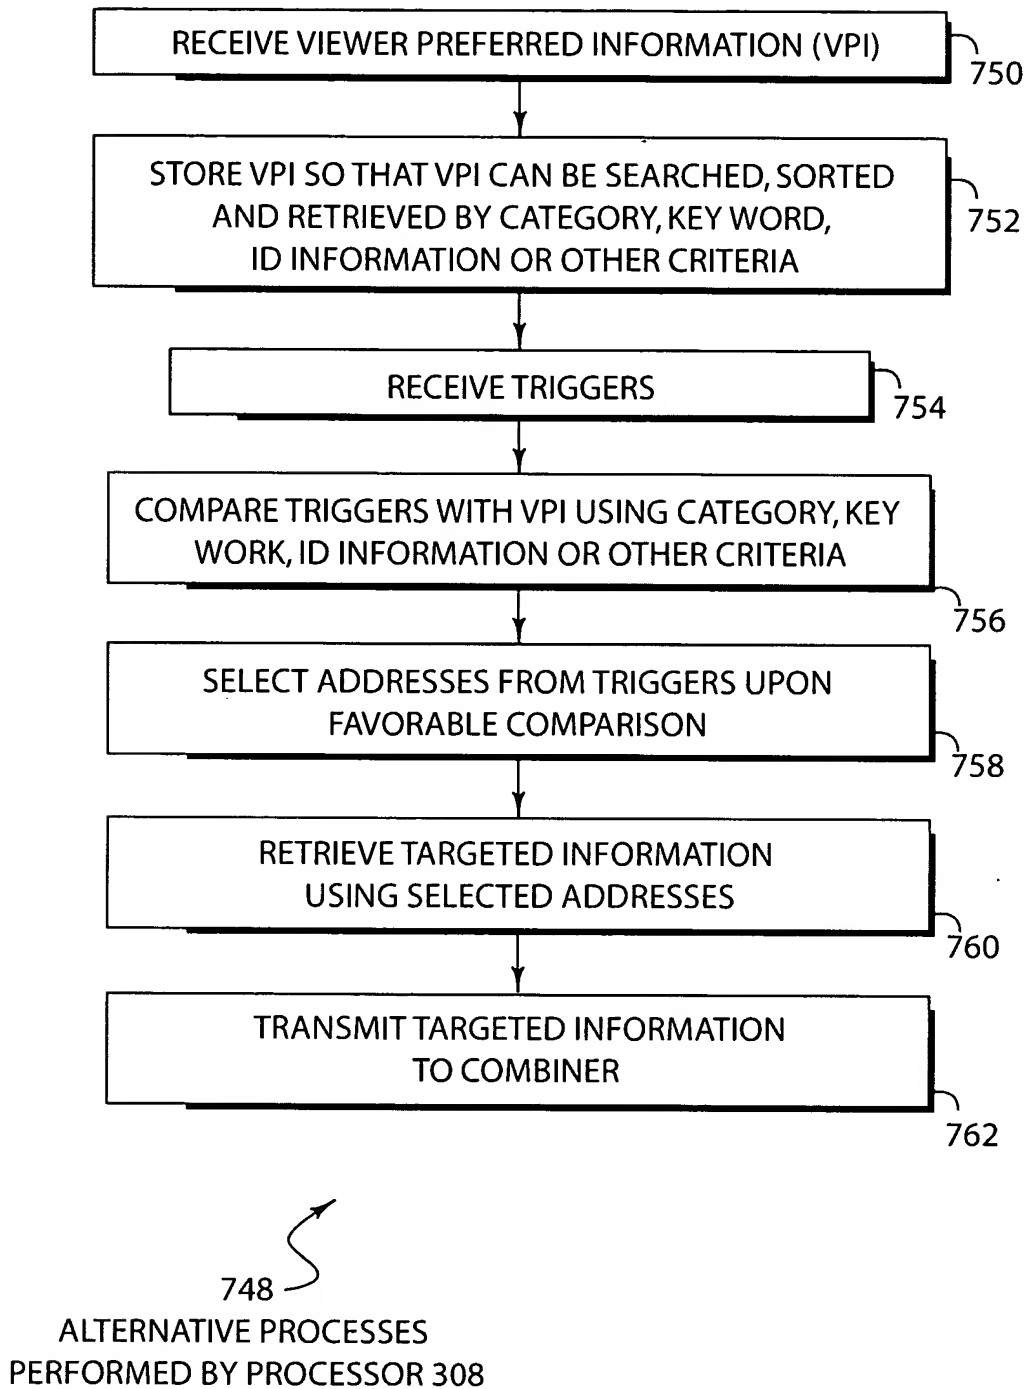 RECEIVE VIEWER PREFERRED INFORMATION (VPI)
750
STORE VPI SO THAT VPI CAN BE SEARCHED, SORTED
AND RETRIEVED BY CATEGORY, KEY WORD,
ID INFORMATION OR OTHER CRITERIA
752
RECEIVE TRIGGERS
754
COMPARE TRIGGERS WITH VPI USING CATEGORY, KEY
WORK, ID INFORMATION OR OTHER CRITERIA
756
SELECT ADDRESSES FROM TRIGGERS UPON
FAVORABLE COMPARISON
758
RETRIEVE TARGETED INFORMATION
USING SELECTED ADDRESSES
760
TRANSMIT TARGETED INFORMATION
TO COMBINER
762
748
ALTERNATIVE PROCESSES
PERFORMED BY PROCESSOR 308